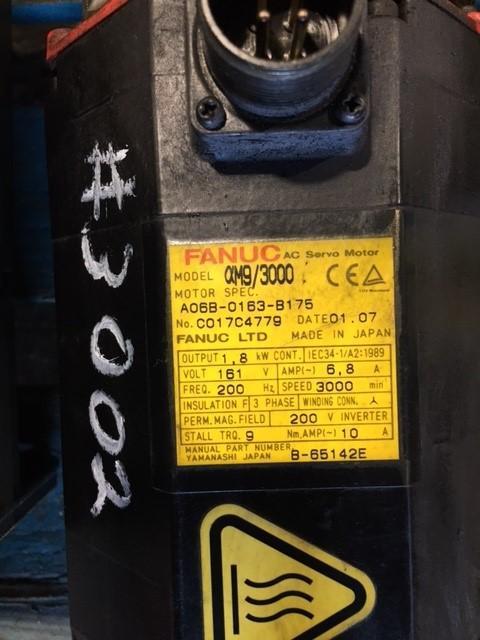 #3002
FANUC AC Servo Motor
MODEL αM9/3000
MOTOR SPEC.
A06B-0163-B175
No. C017C4779 DATE 01.07
FANUC LTD MADE IN JAPAN
OUTPUT 1,8 kW CONT. IEC34-1/A2:1989
VOLT 161 V AMP(~) 6,8 A
FREQ. 200 Hz SPEED 3000 min
INSULATION F 3 PHASE WINDING CONN. ⅄
PERM. MAG. FIELD 200 V INVERTER
STALL TRQ. 9 Nm, AMP(~) 10 A
MANUAL PART NUMBER
YAMANASHI JAPAN B-65142E